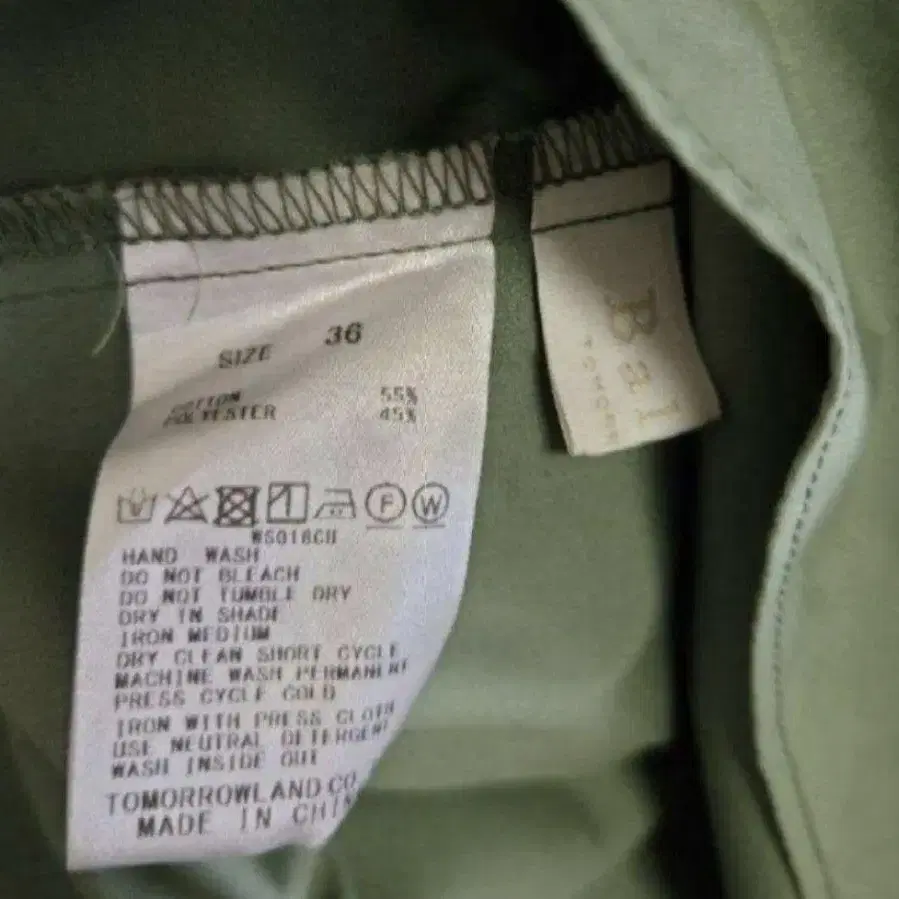 SIZE 36
COTTON 55%
POLYESTER 45%
F W
WS018CH
HAND WASH
DO NOT BLEACH
DO NOT TUMBLE DRY
DRY IN SHADE
IRON MEDIUM
DRY CLEAN SHORT CYCLE
MACHINE WASH PERMANENT
PRESS CYCLE COLD
IRON WITH PRESS CLOTH
USE NEUTRAL DETERGENT
WASH INSIDE OUT
TOMORROWLAND CO
MADE IN CHIN